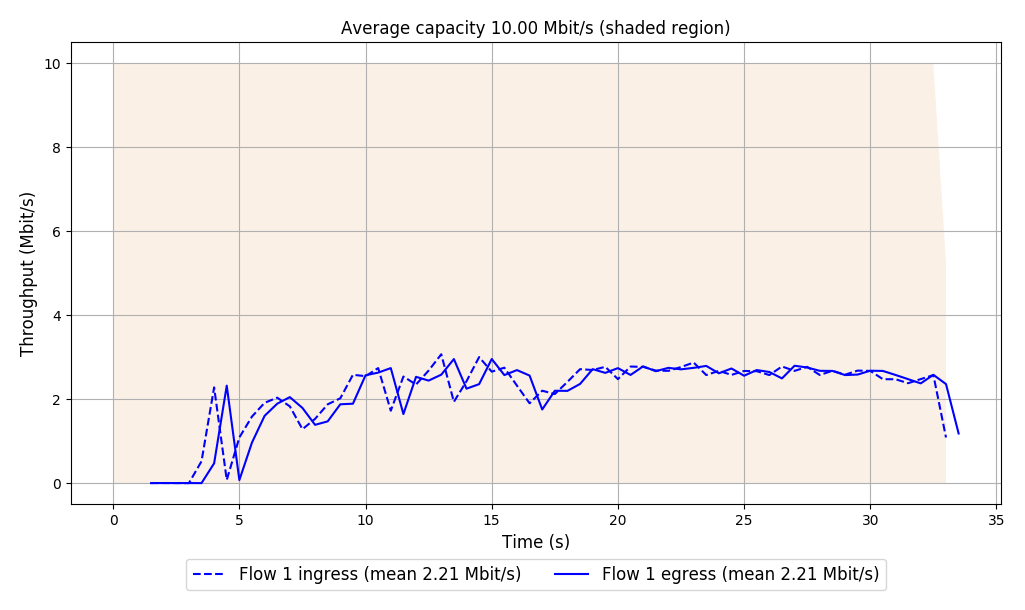 Average capacity 10.00 Mbit/s (shaded region)
10
8
6
4
2
0
Throughput (Mbit/s)
0 5 10 15 20 25 30 35
Time (s)
Flow 1 ingress (mean 2.21 Mbit/s) Flow 1 egress (mean 2.21 Mbit/s)